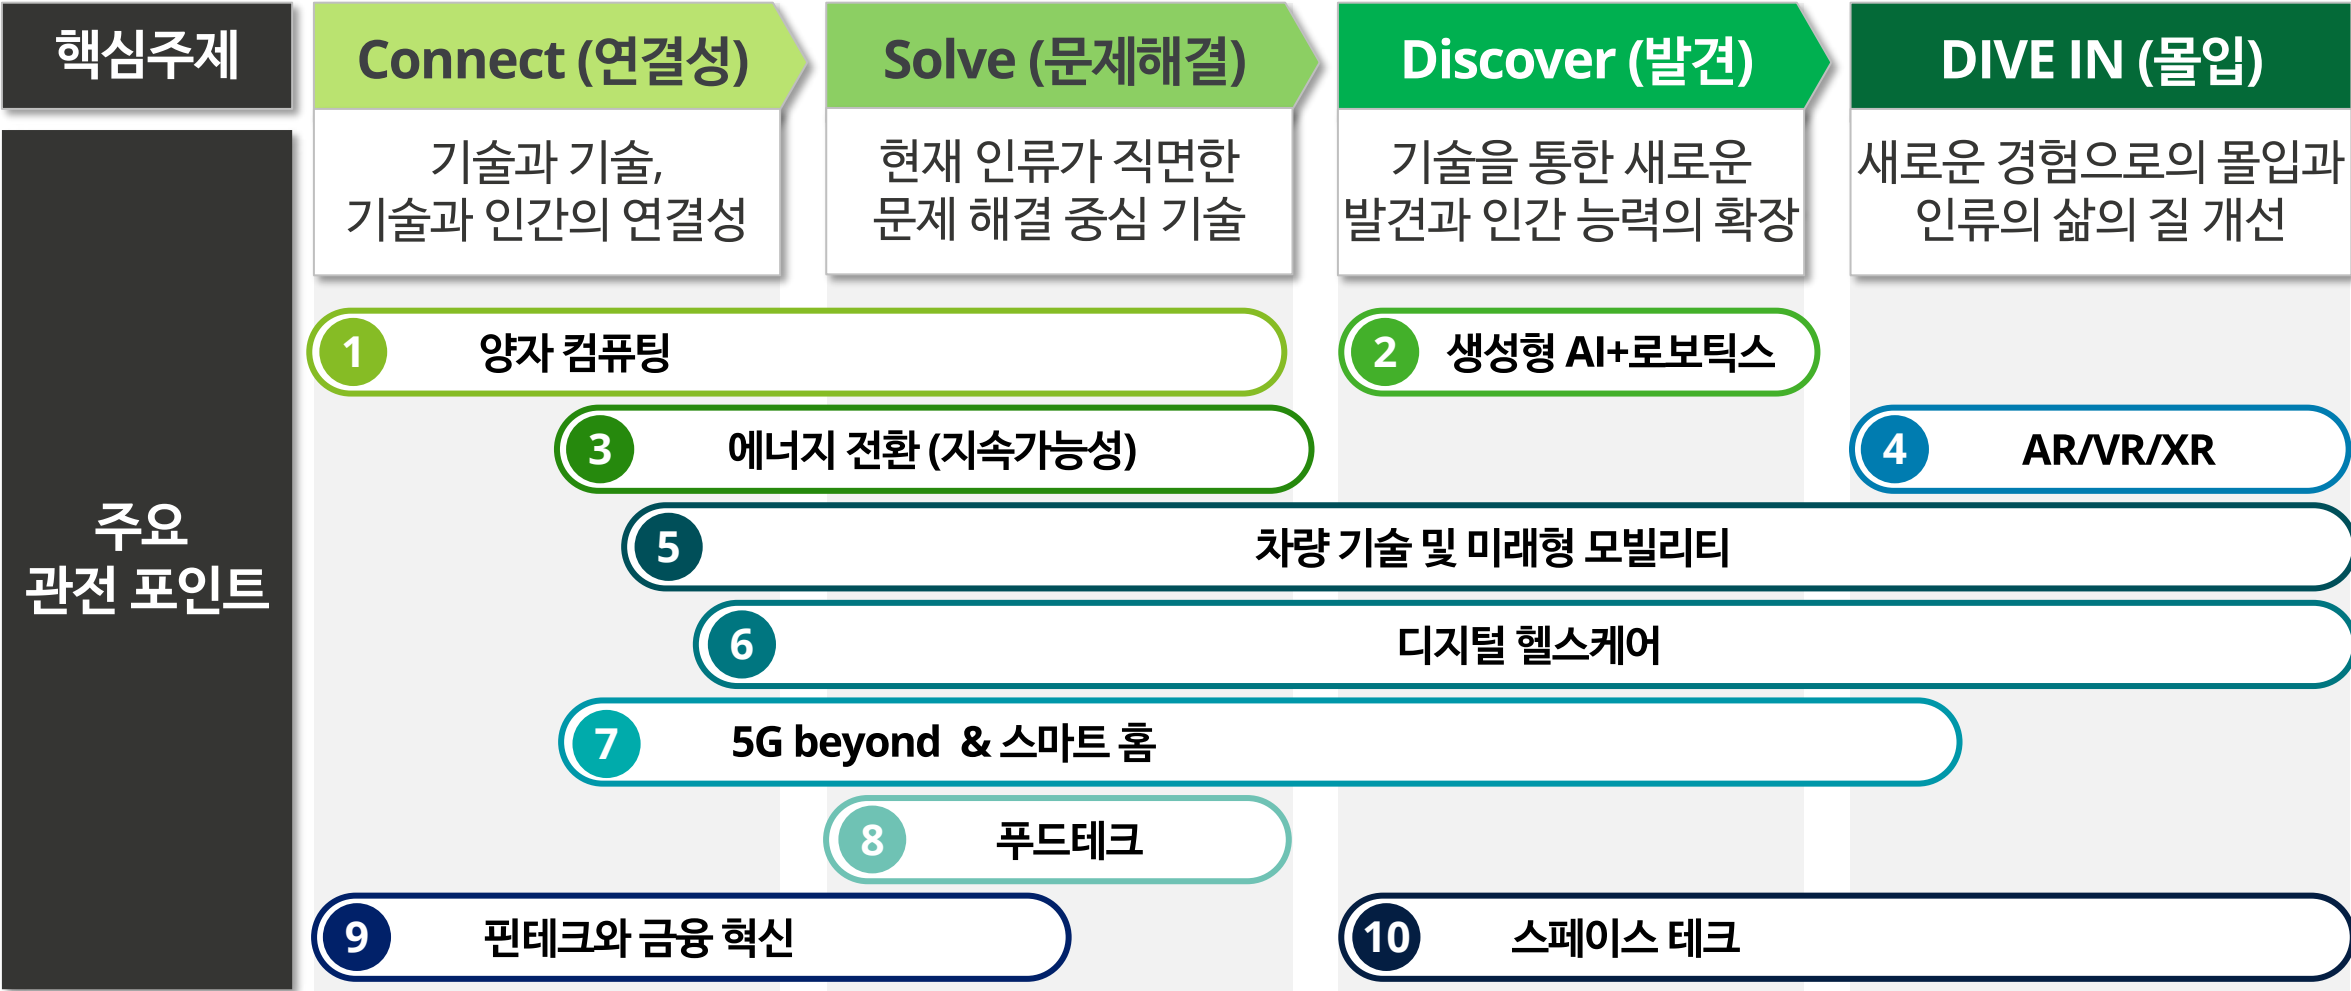 핵심주제
Connect (연결성)
Solve (문제해결)
Discover (발견)
DIVE IN (몰입)
기술과 기술,
기술과 인간의 연결성
현재 인류가 직면한
문제 해결 중심 기술
기술을 통한 새로운
발견과 인간 능력의 확장
새로운 경험으로의 몰입과
인류의 삶의 질 개선
주요
관전 포인트
1 양자 컴퓨팅
2 생성형 AI+로보틱스
3 에너지 전환 (지속가능성)
4 AR/VR/XR
5 차량 기술 및 미래형 모빌리티
6 디지털 헬스케어
7 5G beyond & 스마트 홈
8 푸드테크
9 핀테크와 금융 혁신
10 스페이스 테크